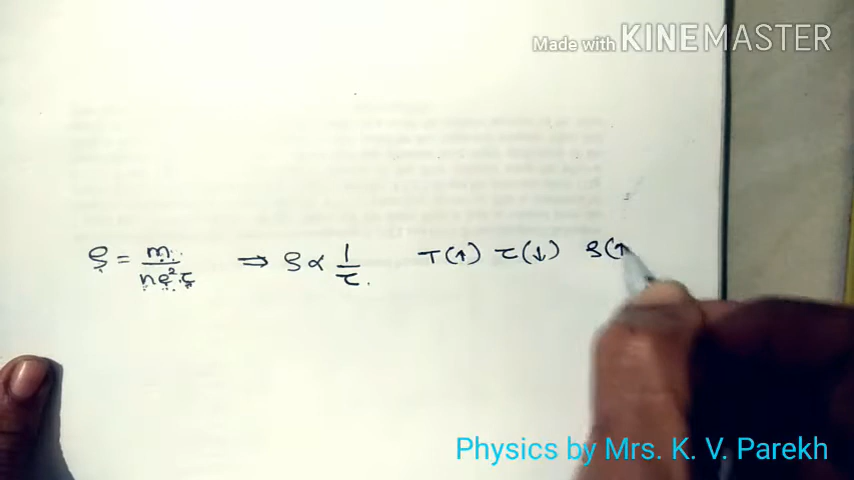 Made with KINEMASTER
ρ = m / ne²τ ⇒ ρ ∝ 1 / τ. T(↑) τ(↓) ρ(↑
Physics by Mrs. K. V. Parekh